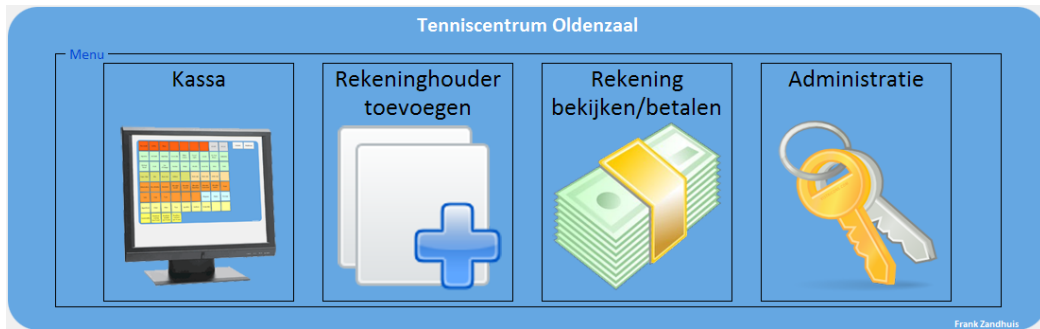 Tenniscentrum Oldenzaal
Menu
Kassa
Rekeninghouder
toevoegen
Rekening
bekijken/betalen
Administratie
Frank Zandhuis